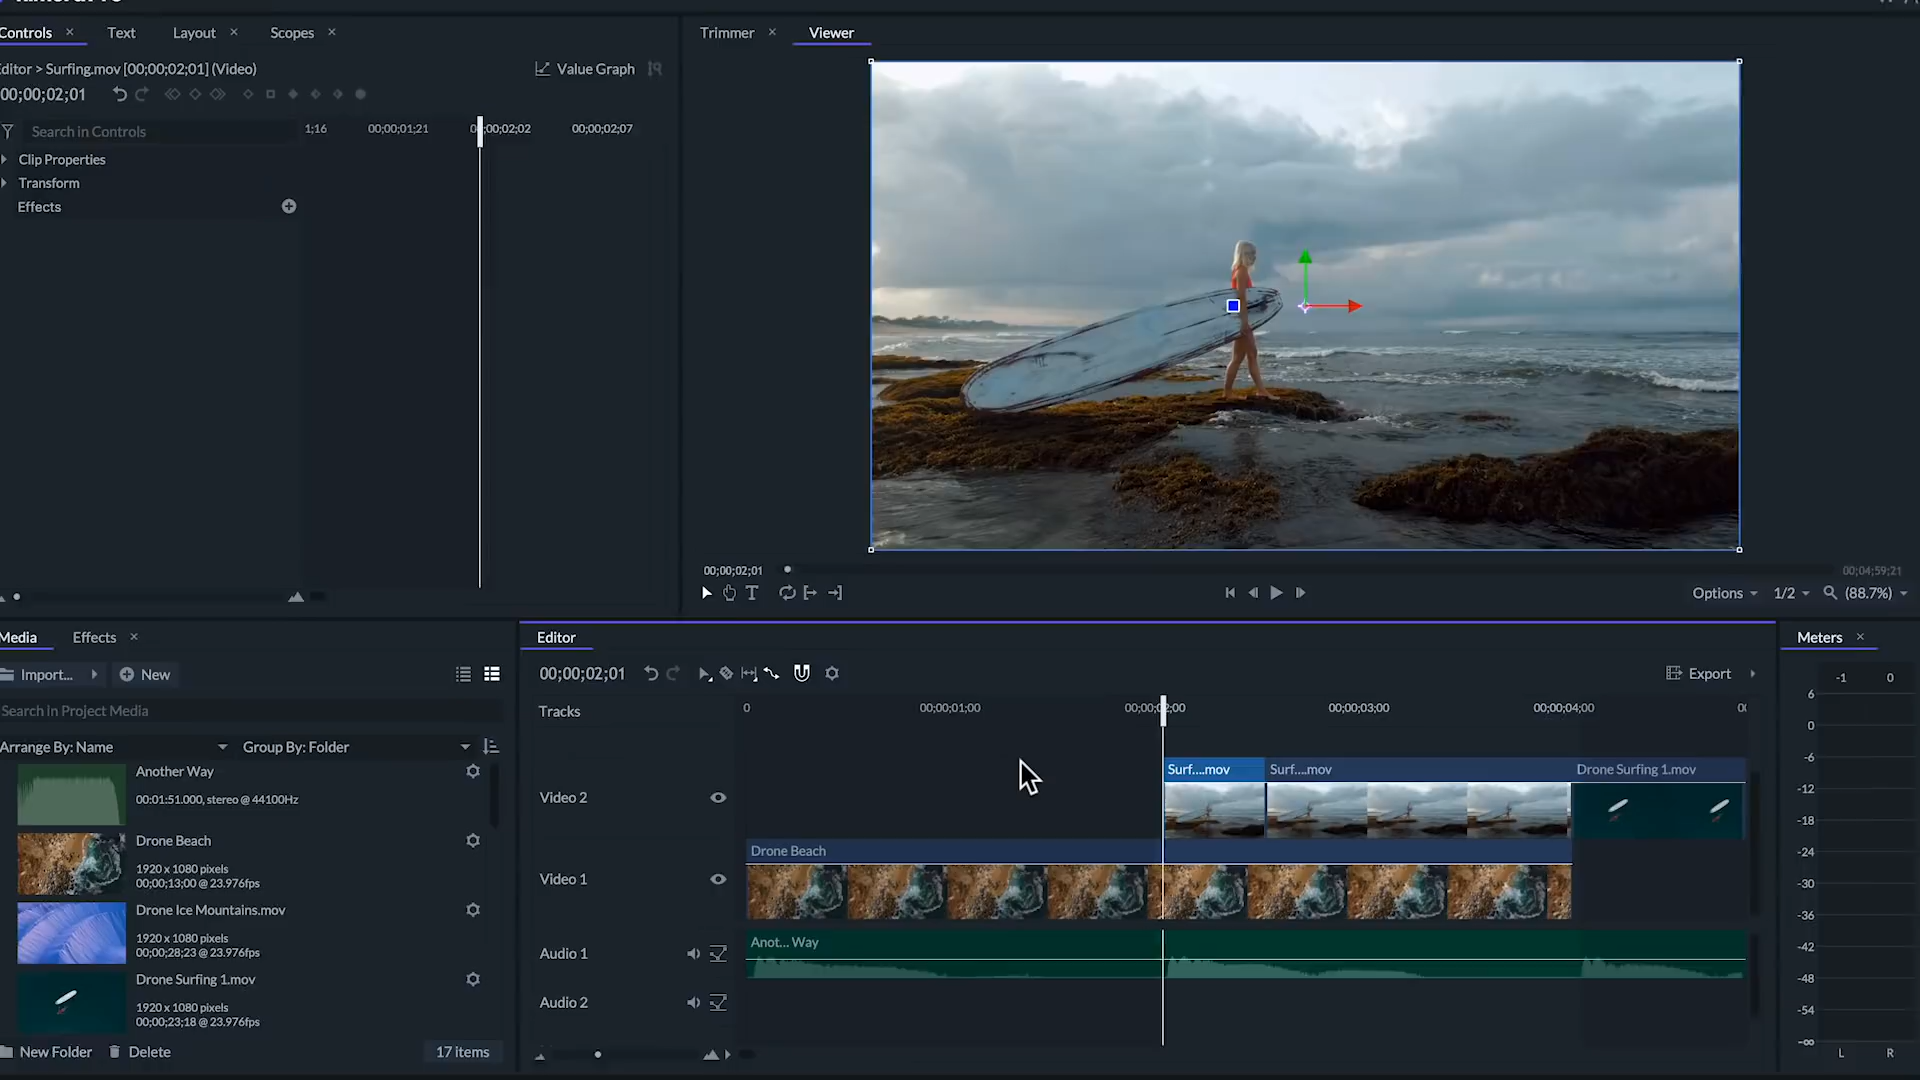 Controls
Text
Layout
Scopes
Trimmer
Viewer
Editor > Surfing.mov [00;00;02;01] (Video)
Value Graph
00;00;02;01
Search in Controls
1;16
00;00;01;21
00;00;02;07
Clip Properties
Transform
Effects
00;00;02;01
00;04;59;21
Options
1/2
(88.7%)
Media
Effects
Import...
New
Search in Project Media
Arrange By: Name
Group By: Folder
Another Way
00:01:51.000, stereo @ 44100Hz
Drone Beach
1920 x 1080 pixels
00;00;13;00 @ 23.976fps
Drone Ice Mountains.mov
1920 x 1080 pixels
00;00;28;23 @ 23.976fps
Drone Surfing 1.mov
1920 x 1080 pixels
00;00;23;18 @ 23.976fps
New Folder
Delete
17 items
Editor
00;00;02;01
Export
Tracks
0
00;00;01;00
00;00;03;00
00;00;04;00
Video 2
Surf....mov
Surf....mov
Drone Surfing 1.mov
Video 1
Drone Beach
Audio 1
Anot... Way
Audio 2
Meters
-1
0
6
0
-6
-12
-18
-24
-30
-36
-42
-48
-54
-∞
L
R